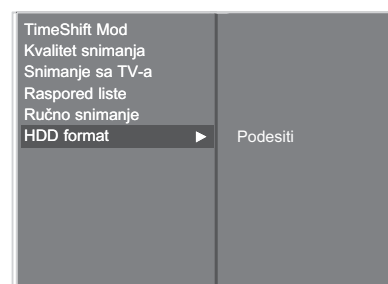 TimeShift Mod
Kvalitet snimanja
Snimanje sa TV-a
Raspored liste
Ručno snimanje
HDD format ▶ Podesiti